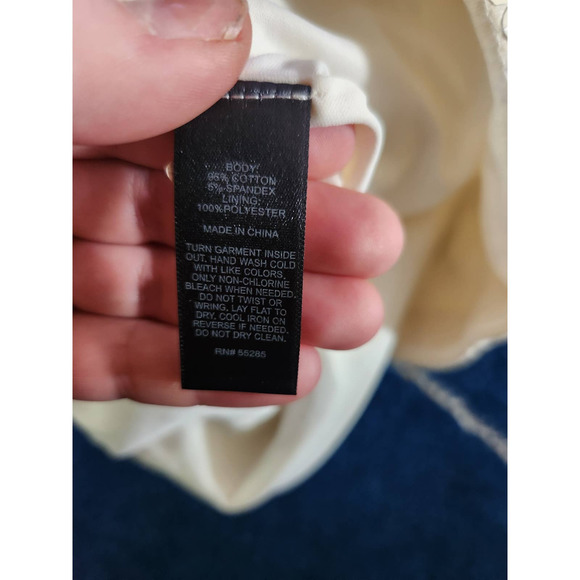 BODY:
95% COTTON
5% SPANDEX
LINING:
100%POLYESTER
MADE IN CHINA
TURN GARMENT INSIDE
OUT. HAND WASH COLD
WITH LIKE COLORS,
ONLY NON-CHLORINE
BLEACH WHEN NEEDED.
DO NOT TWIST OR
WRING. LAY FLAT TO
DRY. COOL IRON ON
REVERSE IF NEEDED.
DO NOT DRY CLEAN.
RN# 55285